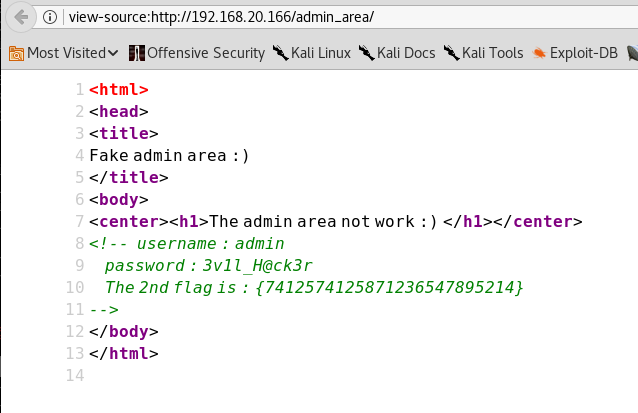 view-source:http://192.168.20.166/admin_area/
Most Visited Offensive Security Kali Linux Kali Docs Kali Tools Exploit-DB
1 <html>
2 <head>
3 <title>
4 Fake admin area :)
5 </title>
6 <body>
7 <center><h1>The admin area not work :) </h1></center>
8 <!-- username : admin
9 password : 3v1l_H@ck3r
10 The 2nd flag is : {7412574125871236547895214}
11 -->
12 </body>
13 </html>
14